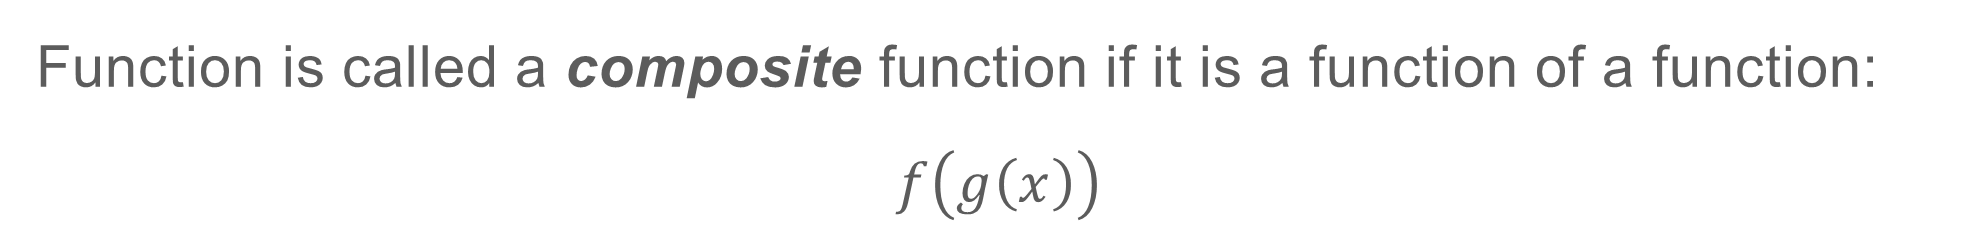 Function is called a composite function if it is a function of a function:
f(g(x))